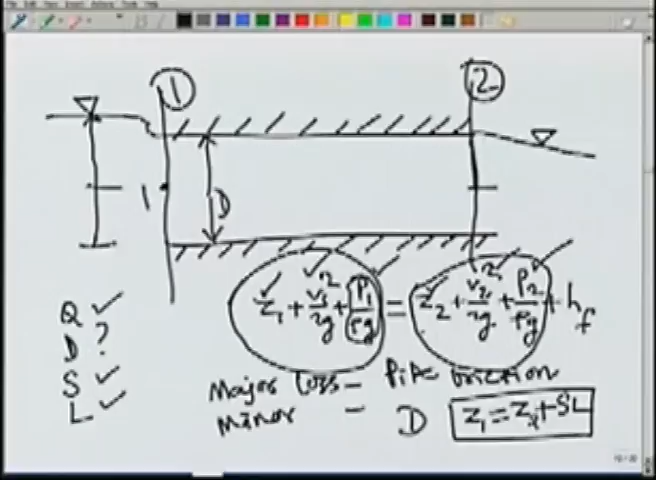 1
2
1
D
z₁ + v₁²/2g + P₁/ρg = z₂ + v₂²/2g + P₂/ρg + h_f
Q ✓
D ?
S ✓
L ✓
Major Loss - Pipe friction
Minor - D
z₁ = z₂ + SL